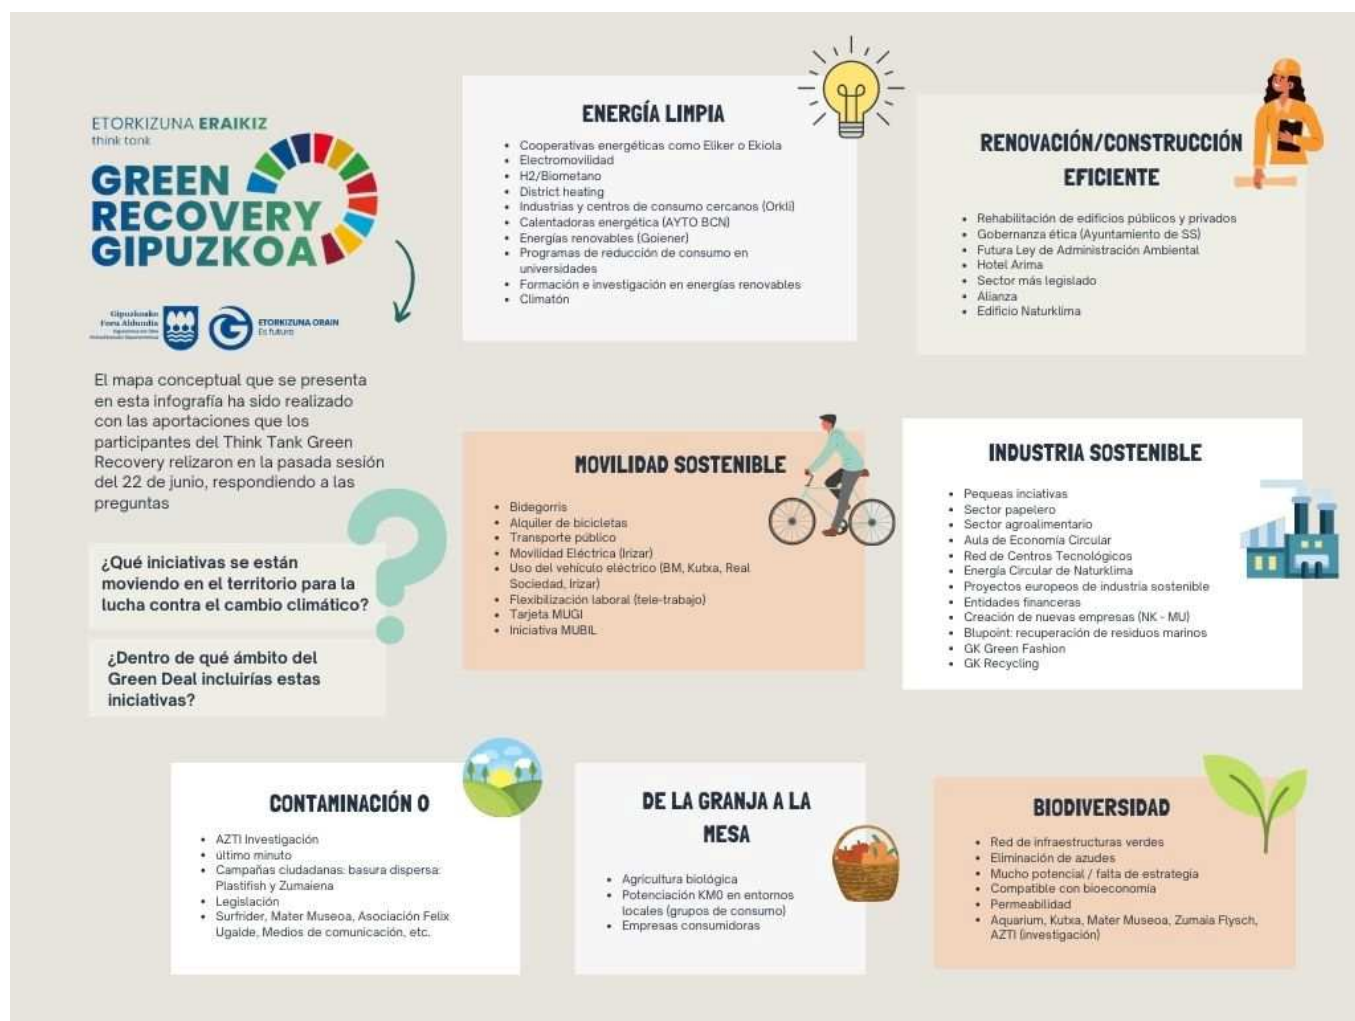 ETORKIZUNA ERAIKIZ
think tank
GREEN
RECOVERY
GIPUZKOA
Gipuzkoako
Foru Aldundia
ETORKIZUNA ORAIN
Es futuro
El mapa conceptual que se presenta
en esta infografía ha sido realizado
con las aportaciones que los
participantes del Think Tank Green
Recovery relizaron en la pasada sesión
del 22 de junio, respondiendo a las
preguntas
¿Qué iniciativas se están
moviendo en el territorio para la
lucha contra el cambio climático?
¿Dentro de qué ámbito del
Green Deal incluirías estas
iniciativas?
ENERGÍA LIMPIA
• Cooperativas energéticas como Eliker o Ekiola
• Electromovilidad
• H2/Biometano
• District heating
• Industrias y centros de consumo cercanos (Orkli)
• Calentadoras energética (AYTO BCN)
• Energías renovables (Goiener)
• Programas de reducción de consumo en
universidades
• Formación e investigación en energías renovables
• Climatón
RENOVACIÓN/CONSTRUCCIÓN
EFICIENTE
• Rehabilitación de edificios públicos y privados
• Gobernanza ética (Ayuntamiento de SS)
• Futura Ley de Administración Ambiental
• Hotel Arima
• Sector más legislado
• Alianza
• Edificio Naturklima
MOVILIDAD SOSTENIBLE
• Bidegorris
• Alquiler de bicicletas
• Transporte público
• Movilidad Eléctrica (Irizar)
• Uso del vehículo eléctrico (BM, Kutxa, Real
Sociedad, Irizar)
• Flexibilización laboral (tele-trabajo)
• Tarjeta MUGI
• Iniciativa MUBIL
INDUSTRIA SOSTENIBLE
• Pequeas inciativas
• Sector papelero
• Sector agroalimentario
• Aula de Economía Circular
• Red de Centros Tecnológicos
• Energía Circular de Naturklima
• Proyectos europeos de industria sostenible
• Entidades financeras
• Creación de nuevas empresas (NK - MU)
• Blupoint: recuperación de residuos marinos
• GK Green Fashion
• GK Recycling
CONTAMINACIÓN 0
• AZTI Investigación
• último minuto
• Campañas ciudadanas: basura dispersa:
Plastifish y Zumaiena
• Legislación
• Surfrider, Mater Museoa, Asociación Felix
Ugalde, Medios de comunicación, etc.
DE LA GRANJA A LA
MESA
• Agricultura biológica
• Potenciación KM0 en entornos
locales (grupos de consumo)
• Empresas consumidoras
BIODIVERSIDAD
• Red de infraestructuras verdes
• Eliminación de azudes
• Mucho potencial / falta de estrategia
• Compatible con bioeconomía
• Permeabilidad
• Aquarium, Kutxa, Mater Museoa, Zumaia Flysch,
AZTI (investigación)